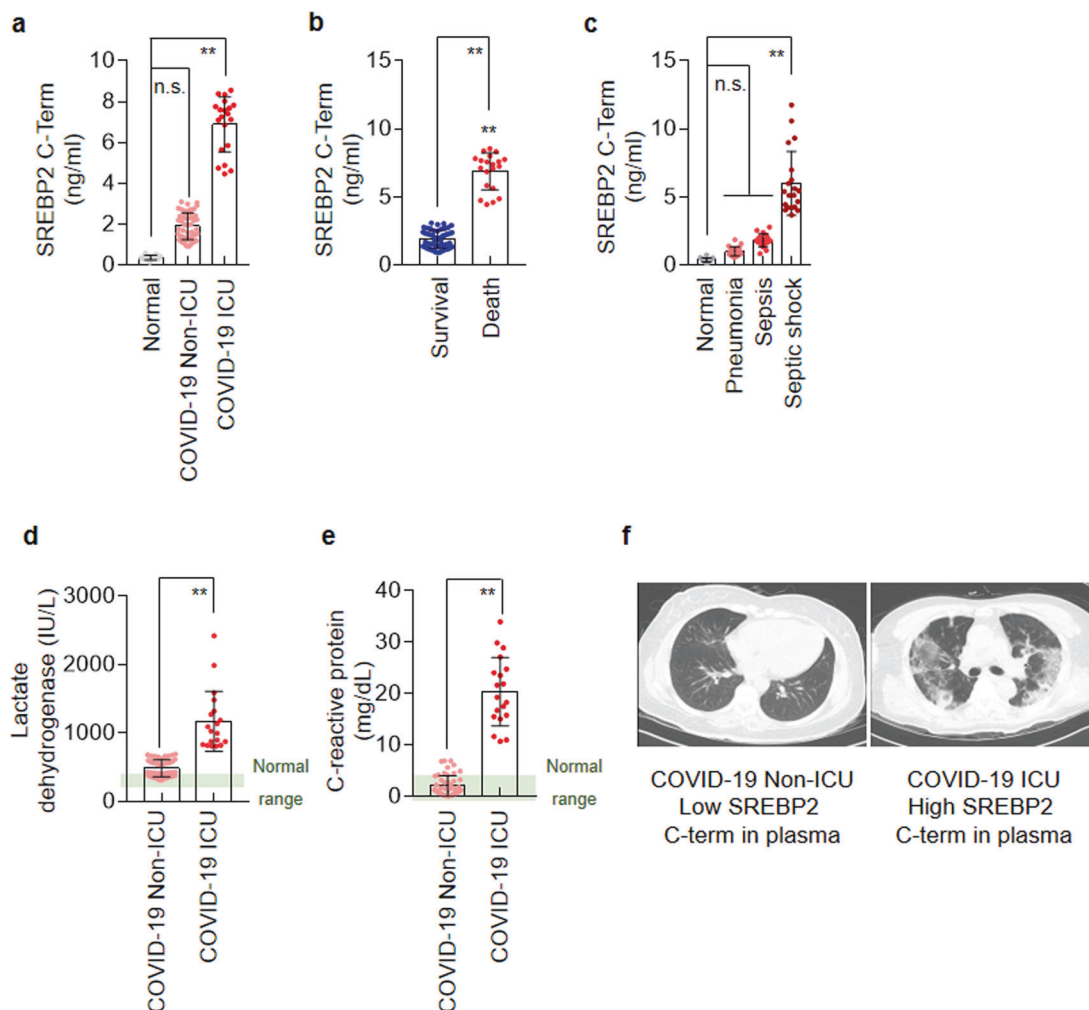 a
SREBP2 C-Term
(ng/ml)
10
8
6
4
2
0
n.s.
**
Normal
COVID-19 Non-ICU
COVID-19 ICU
b
SREBP2 C-Term
(ng/ml)
15
10
5
0
**
**
Survival
Death
c
SREBP2 C-Term
(ng/ml)
15
10
5
0
n.s.
**
Normal
Pneumonia
Sepsis
Septic shock
d
Lactate
dehydrogenase (IU/L)
3000
2000
1000
0
**
Normal
range
COVID-19 Non-ICU
COVID-19 ICU
e
C-reactive protein
(mg/dL)
40
30
20
10
0
**
Normal
range
COVID-19 Non-ICU
COVID-19 ICU
f
COVID-19 Non-ICU
Low SREBP2
C-term in plasma
COVID-19 ICU
High SREBP2
C-term in plasma